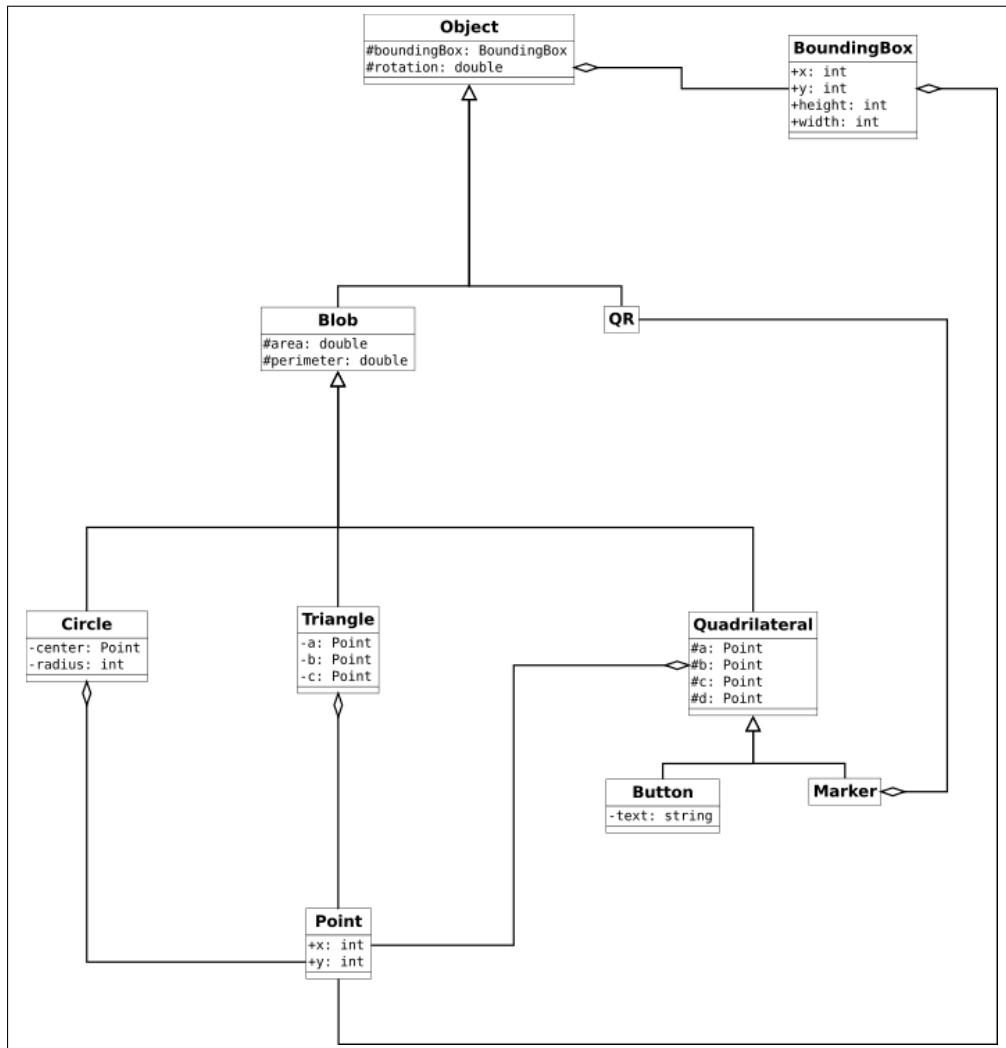 Object
#boundingBox: BoundingBox
#rotation: double
BoundingBox
+x: int
+y: int
+height: int
+width: int
Blob
#area: double
#perimeter: double
QR
Circle
-center: Point
-radius: int
Triangle
-a: Point
-b: Point
-c: Point
Quadrilateral
#a: Point
#b: Point
#c: Point
#d: Point
Button
-text: string
Marker
Point
+x: int
+y: int